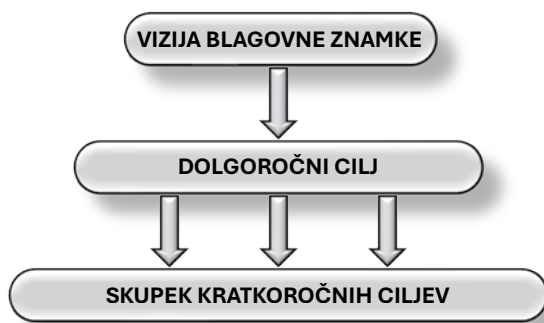 VIZIJA BLAGOVNE ZNAMKE
DOLGOROČNI CILJ
SKUPEK KRATKOROČNIH CILJEV